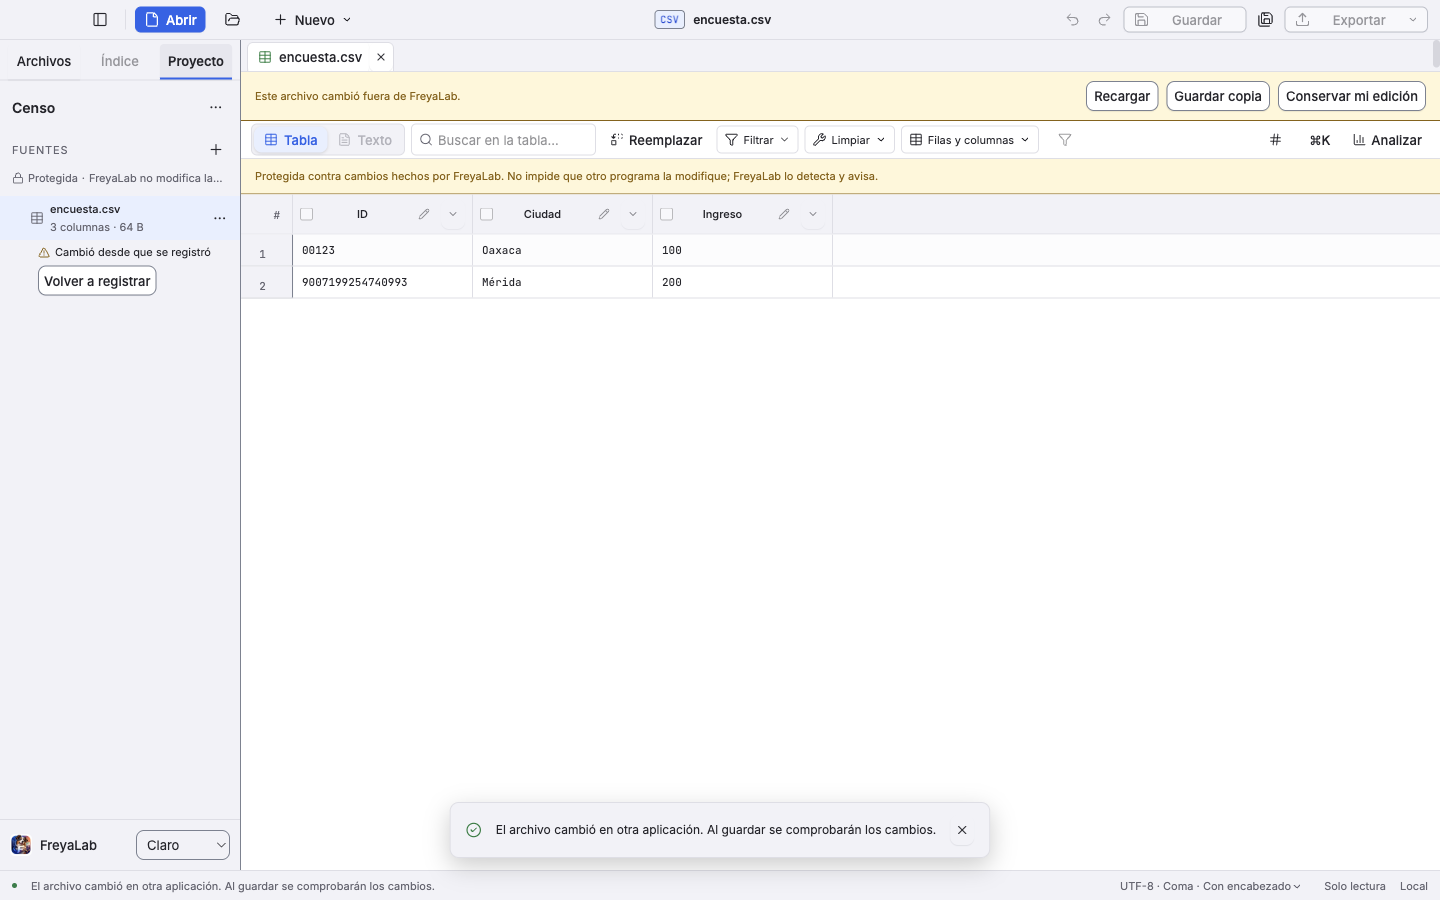 Abrir
Nuevo
CSV encuesta.csv
Guardar
Exportar
Archivos Índice Proyecto
encuesta.csv
Censo
Este archivo cambió fuera de FreyaLab.
Recargar Guardar copia Conservar mi edición
FUENTES
Tabla Texto Buscar en la tabla... Reemplazar Filtrar Limpiar Filas y columnas # ⌘K Analizar
Protegida · FreyaLab no modifica la...
Protegida contra cambios hechos por FreyaLab. No impide que otro programa la modifique; FreyaLab lo detecta y avisa.
encuesta.csv
3 columnas · 64 B
Cambió desde que se registró
Volver a registrar
# ID Ciudad Ingreso
1 00123 Oaxaca 100
2 9007199254740993 Mérida 200
El archivo cambió en otra aplicación. Al guardar se comprobarán los cambios.
FreyaLab Claro
El archivo cambió en otra aplicación. Al guardar se comprobarán los cambios.
UTF-8 · Coma · Con encabezado Solo lectura Local